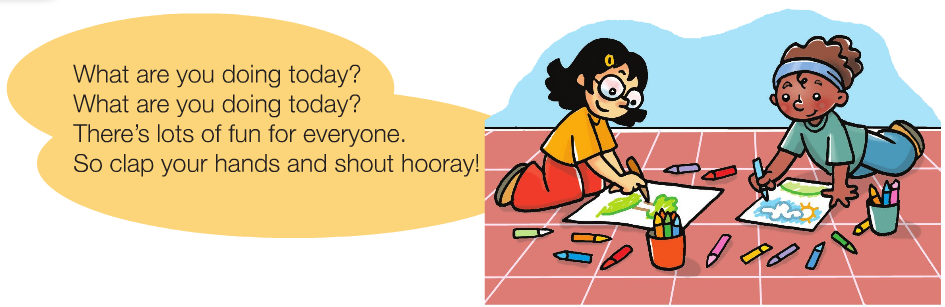 What are you doing today?
What are you doing today?
There's lots of fun for everyone.
So clap your hands and shout hooray!